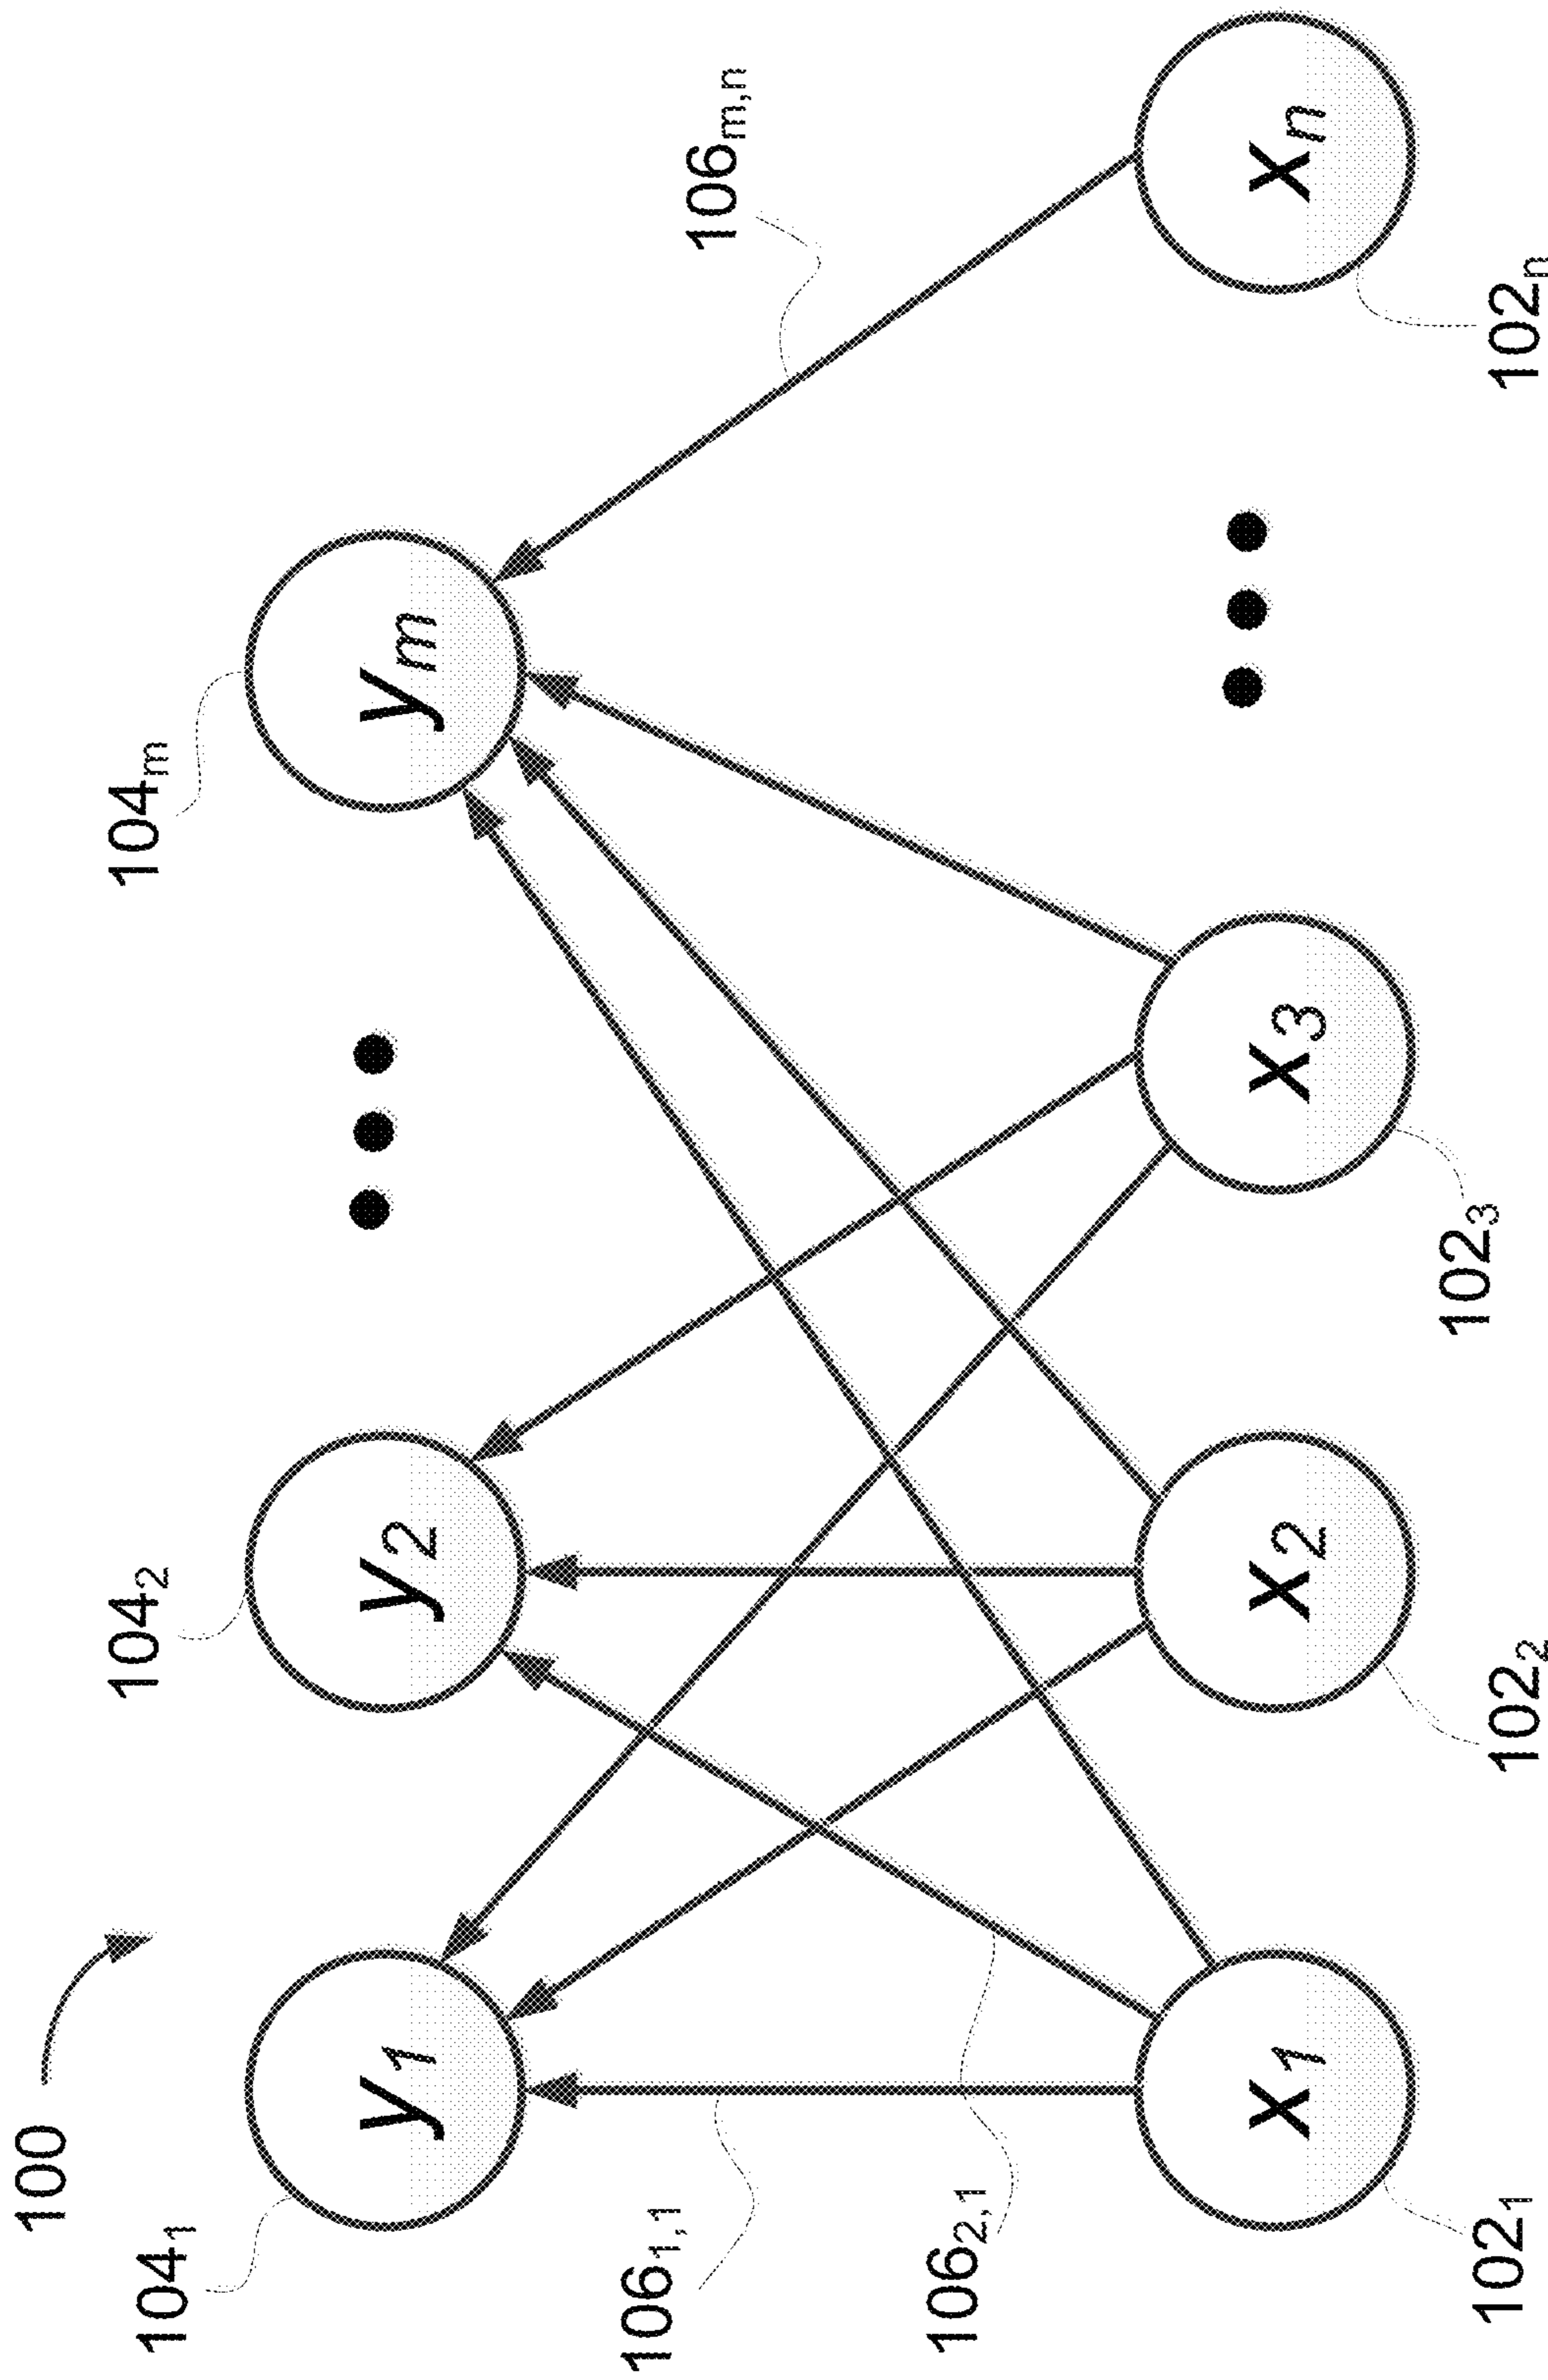 100
104₁
104₂
104ₘ
y₁
y₂
yₘ
106₁,₁
106₂,₁
106ₘ,ₙ
x₁
x₂
x₃
xₙ
102₁
102₂
102₃
102ₙ